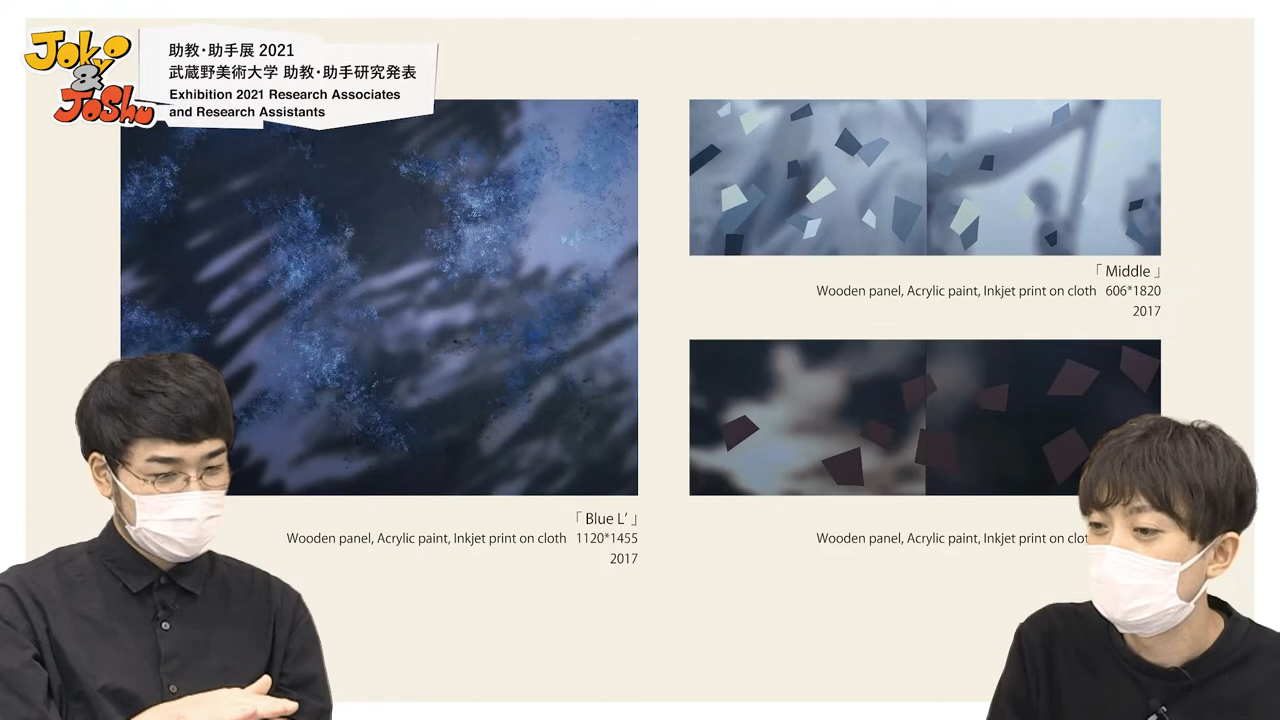 Jokyo
&
Joshu
助教・助手展 2021
武蔵野美術大学 助教・助手研究発表
Exhibition 2021 Research Associates
and Research Assistants
「 Middle 」
Wooden panel, Acrylic paint, Inkjet print on cloth 606*1820
2017
「 Blue L’ 」
Wooden panel, Acrylic paint, Inkjet print on cloth 1120*1455
2017
Wooden panel, Acrylic paint, Inkjet print on